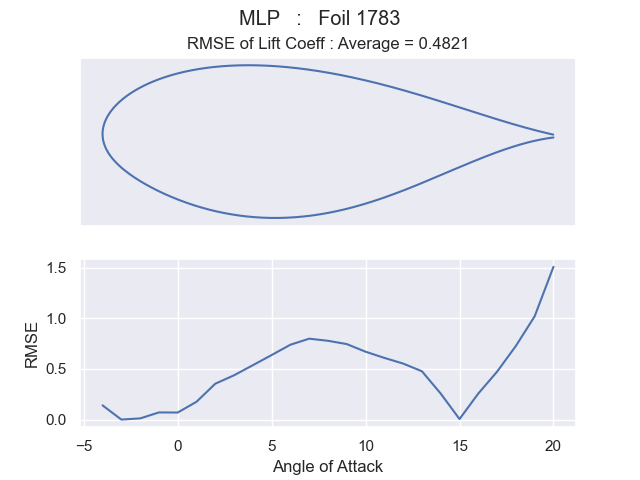 MLP : Foil 1783
RMSE of Lift Coeff : Average = 0.4821
1.5
1.0
0.5
0.0
RMSE
−5 0 5 10 15 20
Angle of Attack